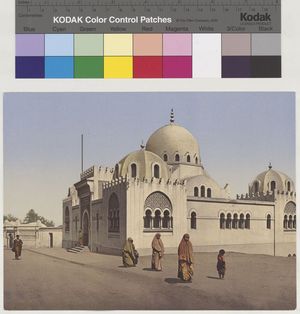 KODAK Color Control Patches
Kodak
Blue Cyan Green Yellow Red Magenta White 3/Color Black